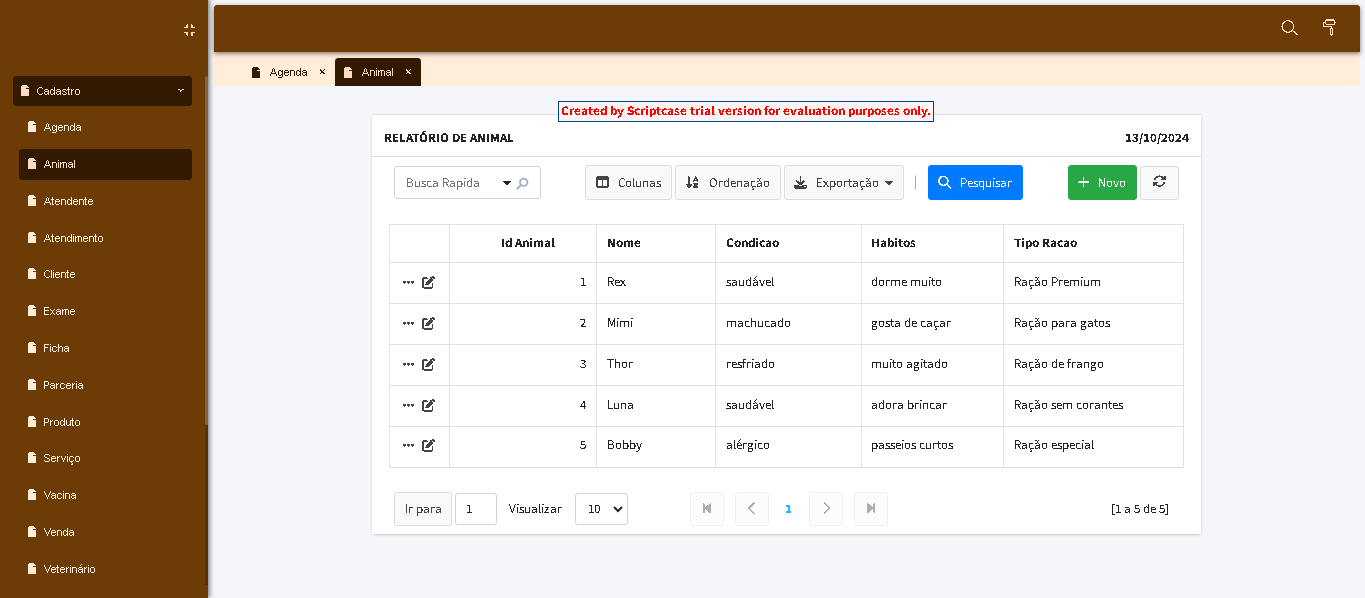 Cadastro
Agenda
Animal
Atendente
Atendimento
Cliente
Exame
Ficha
Parceria
Produto
Serviço
Vacina
Venda
Veterinário
Agenda × Animal ×
Created by Scriptcase trial version for evaluation purposes only.
RELATÓRIO DE ANIMAL 13/10/2024
Busca Rapida Colunas Ordenação Exportação | Pesquisar Novo
Id Animal Nome Condicao Habitos Tipo Racao
1 Rex saudável dorme muito Ração Premium
2 Mimi machucado gosta de caçar Ração para gatos
3 Thor resfriado muito agitado Ração de frango
4 Luna saudável adora brincar Ração sem corantes
5 Bobby alérgico passeios curtos Ração especial
Ir para 1 Visualizar 10 1 [1 a 5 de 5]